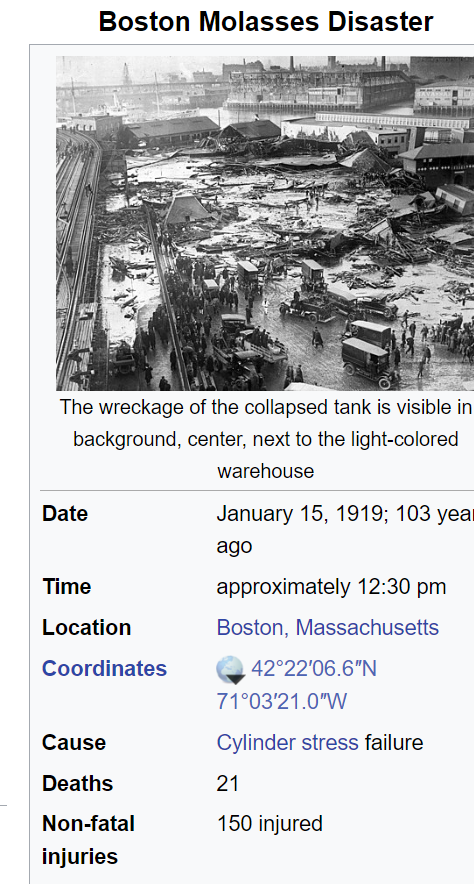 Boston Molasses Disaster
The wreckage of the collapsed tank is visible in
background, center, next to the light-colored
warehouse
Date January 15, 1919; 103 year
ago
Time approximately 12:30 pm
Location Boston, Massachusetts
Coordinates 42°22′06.6″N
71°03′21.0″W
Cause Cylinder stress failure
Deaths 21
Non-fatal 150 injured
injuries